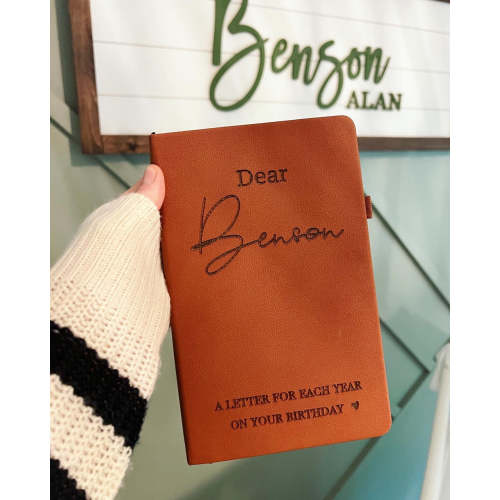 Benson
ALAN
Dear
Benson
A LETTER FOR EACH YEAR
ON YOUR BIRTHDAY ♥